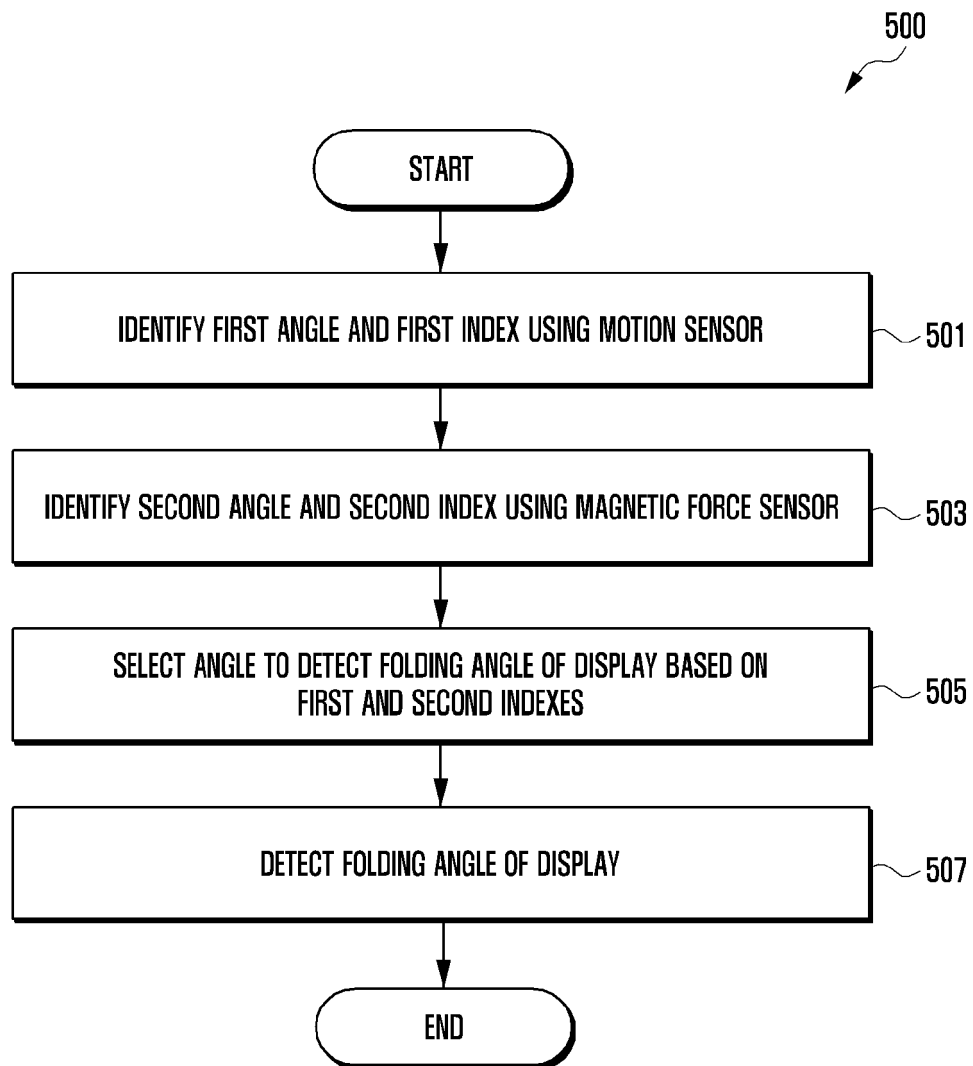 500
START
IDENTIFY FIRST ANGLE AND FIRST INDEX USING MOTION SENSOR
501
IDENTIFY SECOND ANGLE AND SECOND INDEX USING MAGNETIC FORCE SENSOR
503
SELECT ANGLE TO DETECT FOLDING ANGLE OF DISPLAY BASED ON
FIRST AND SECOND INDEXES
505
DETECT FOLDING ANGLE OF DISPLAY
507
END